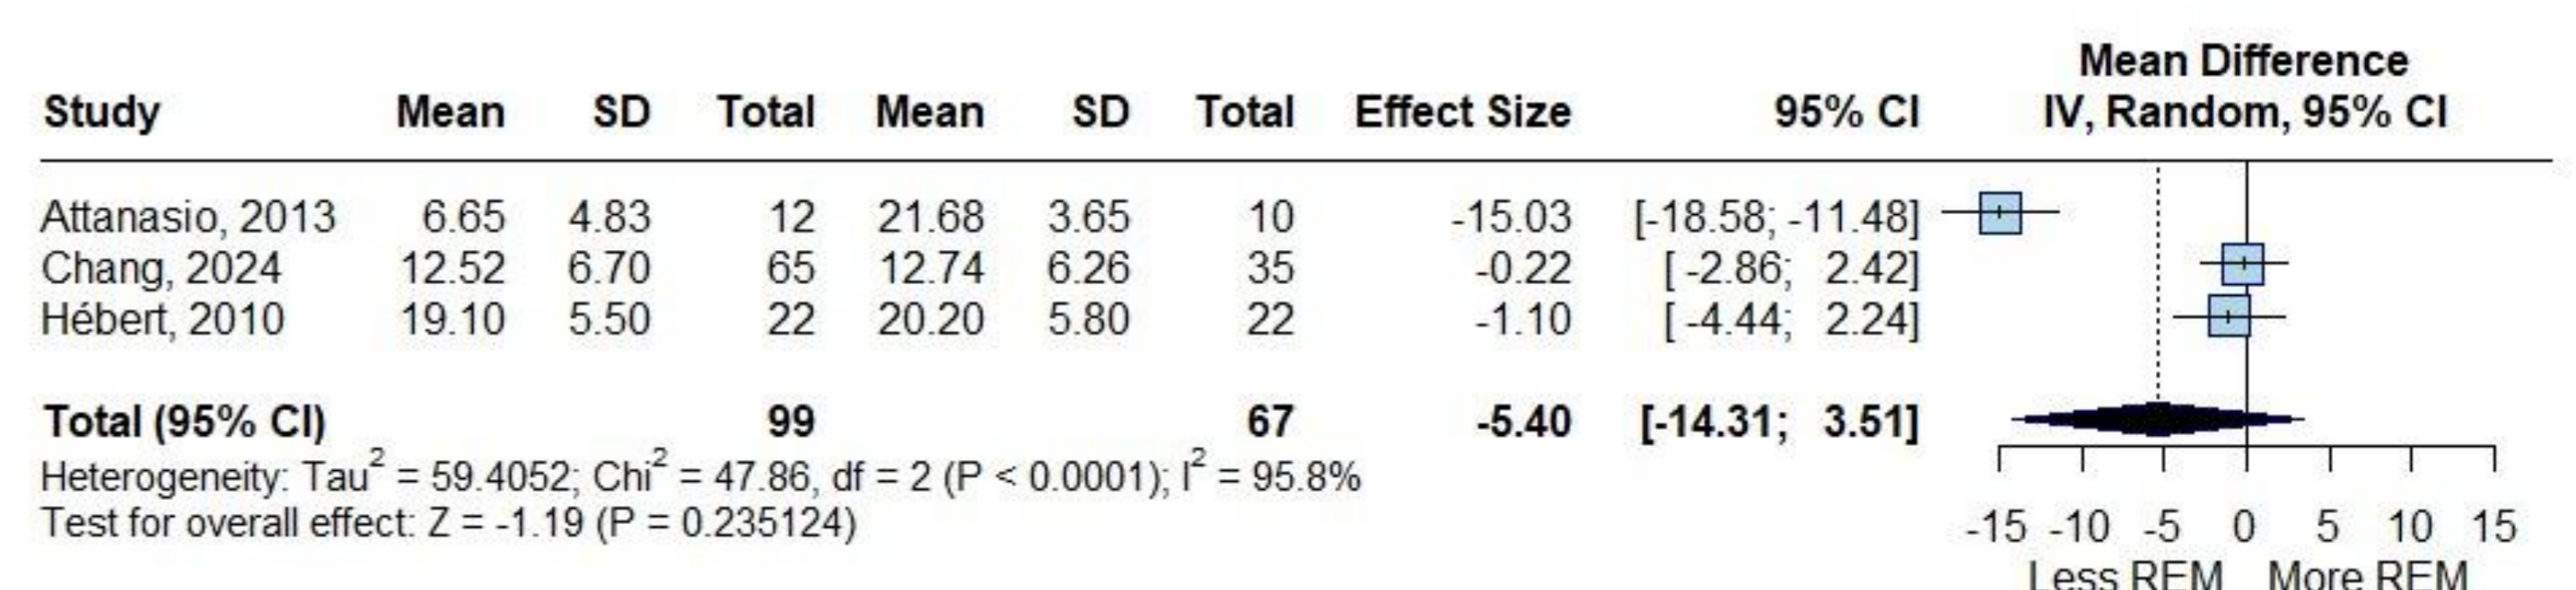 Mean Difference
Study Mean SD Total Mean SD Total Effect Size 95% CI IV, Random, 95% CI
Attanasio, 2013 6.65 4.83 12 21.68 3.65 10 -15.03 [-18.58; -11.48]
Chang, 2024 12.52 6.70 65 12.74 6.26 35 -0.22 [ -2.86; 2.42]
Hébert, 2010 19.10 5.50 22 20.20 5.80 22 -1.10 [ -4.44; 2.24]
Total (95% CI) 99 67 -5.40 [-14.31; 3.51]
Heterogeneity: Tau² = 59.4052; Chi² = 47.86, df = 2 (P < 0.0001); I² = 95.8%
Test for overall effect: Z = -1.19 (P = 0.235124)
-15 -10 -5 0 5 10 15
Less REM More REM